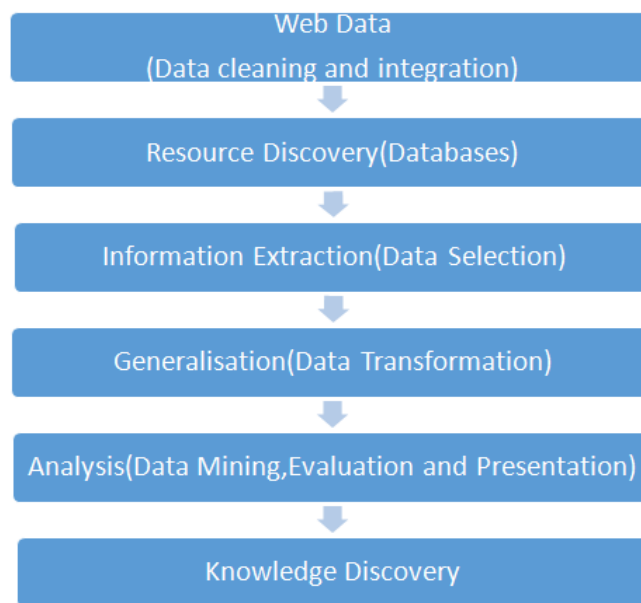 Web Data
(Data cleaning and integration)
Resource Discovery(Databases)
Information Extraction(Data Selection)
Generalisation(Data Transformation)
Analysis(Data Mining,Evaluation and Presentation)
Knowledge Discovery